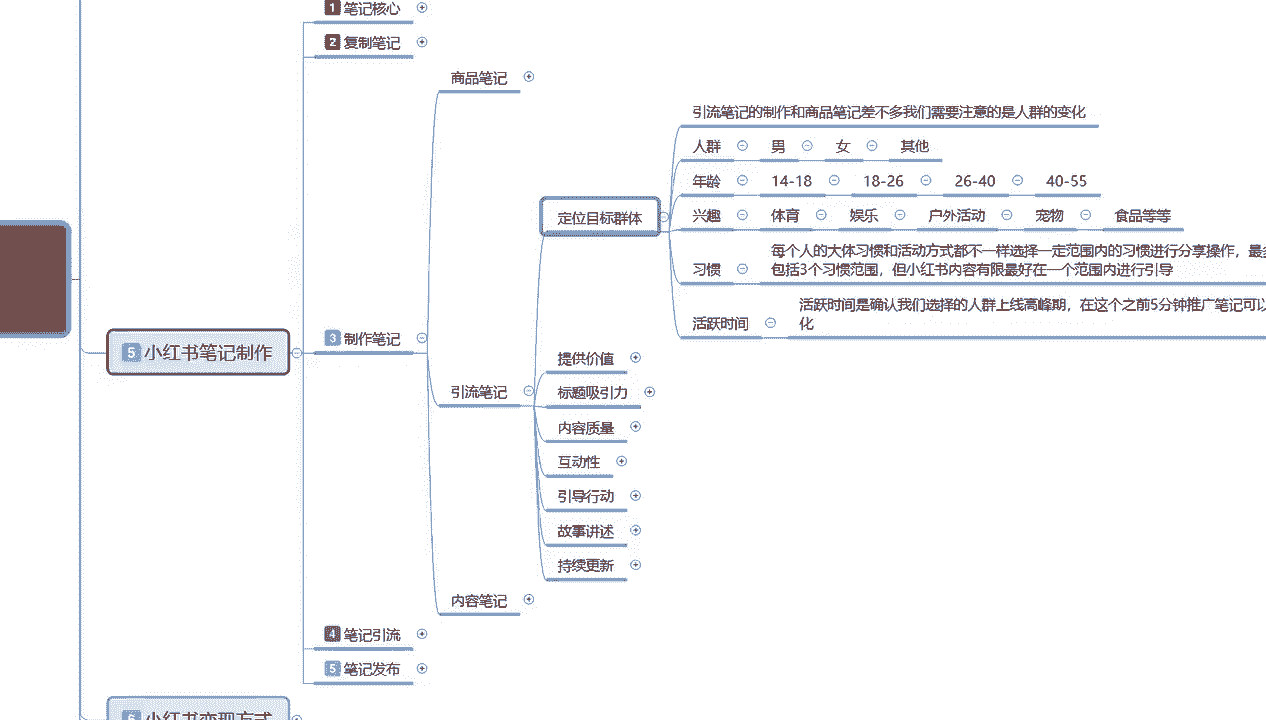 1 笔记核心
2 复制笔记
商品笔记
引流笔记的制作和商品笔记差不多我们需要注意的是人群的变化
人群 男 女 其他
年龄 14-18 18-26 26-40 40-55
定位目标群体
兴趣 体育 娱乐 户外活动 宠物 食品等等
每个人的大体习惯和活动方式都不一样选择一定范围内的习惯进行分享操作，最多
习惯 包括3个习惯范围，但小红书内容有限最好在一个范围内进行引导
活跃时间是确认我们选择的人群上线高峰期，在这个之前5分钟推广笔记可以
活跃时间 化
5 小红书笔记制作
3 制作笔记
提供价值
引流笔记
标题吸引力
内容质量
互动性
引导行动
故事讲述
持续更新
内容笔记
4 笔记引流
5 笔记发布
6 小红书变现方式